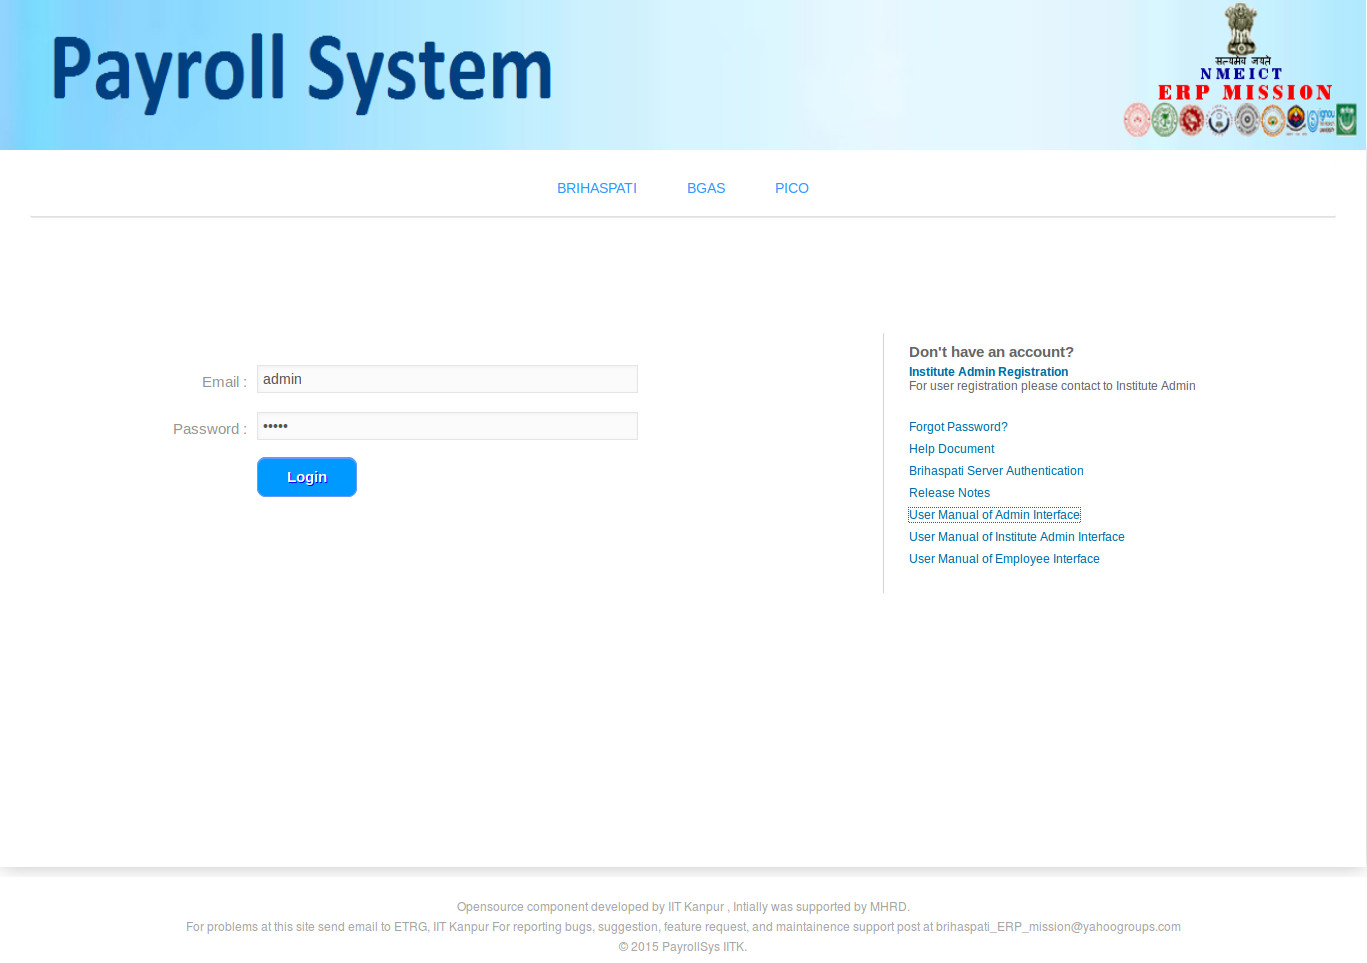 Payroll System
सत्यमेव जयते
NMEICT
ERP MISSION
BRIHASPATI BGAS PICO
Email : admin
Password : •••••
Login
Don't have an account?
Institute Admin Registration
For user registration please contact to Institute Admin
Forgot Password?
Help Document
Brihaspati Server Authentication
Release Notes
User Manual of Admin Interface
User Manual of Institute Admin Interface
User Manual of Employee Interface
Opensource component developed by IIT Kanpur , Intially was supported by MHRD.
For problems at this site send email to ETRG, IIT Kanpur For reporting bugs, suggestion, feature request, and maintainence support post at brihaspati_ERP_mission@yahoogroups.com
© 2015 PayrollSys IITK.